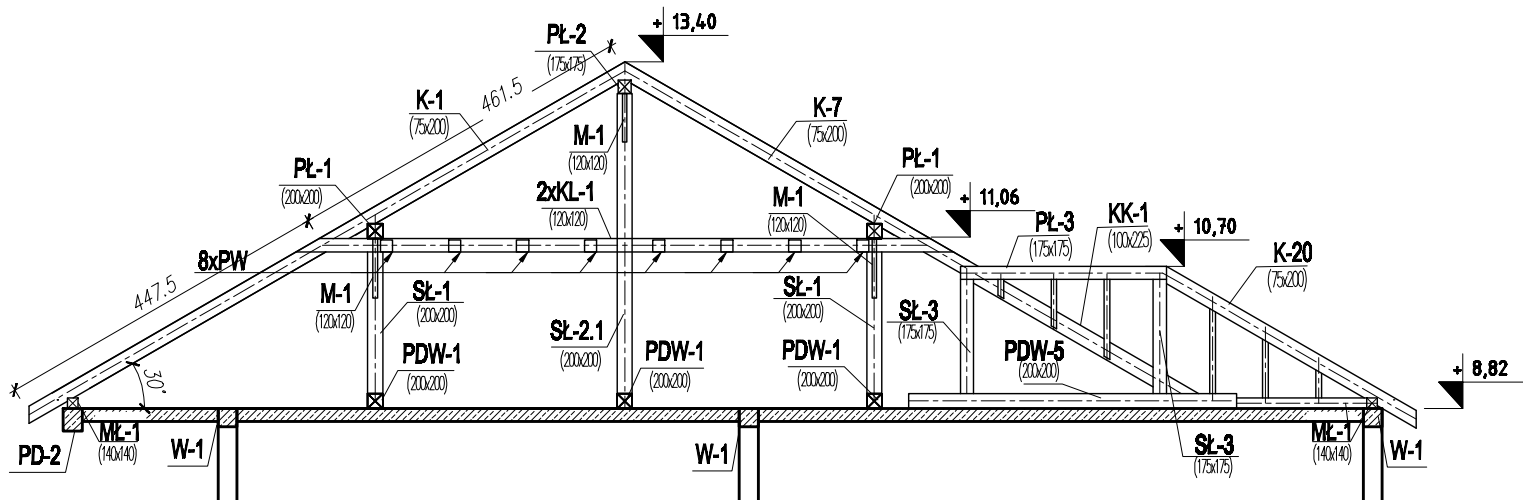 + 13,40
PŁ-2
(175x175)
461.5
K-1
(75x200)
K-7
(75x200)
M-1
(120x120)
PŁ-1
(200x200)
2xKL-1
(120x120)
M-1
(120x120)
PŁ-1
(200x200)
+ 11,06
PŁ-3
(175x175)
KK-1
(100x225)
+ 10,70
K-20
(75x200)
8xPW
447.5
M-1
(120x120)
SŁ-1
(200x200)
SŁ-2.1
(200x200)
SŁ-1
(200x200)
SŁ-3
(175x175)
30°
PDW-1
(200x200)
PDW-1
(200x200)
PDW-1
(200x200)
PDW-5
(200x200)
+ 8,82
PD-2
MŁ-1
(140x140)
W-1
W-1
SŁ-3
(175x175)
MŁ-1
(140x140)
W-1